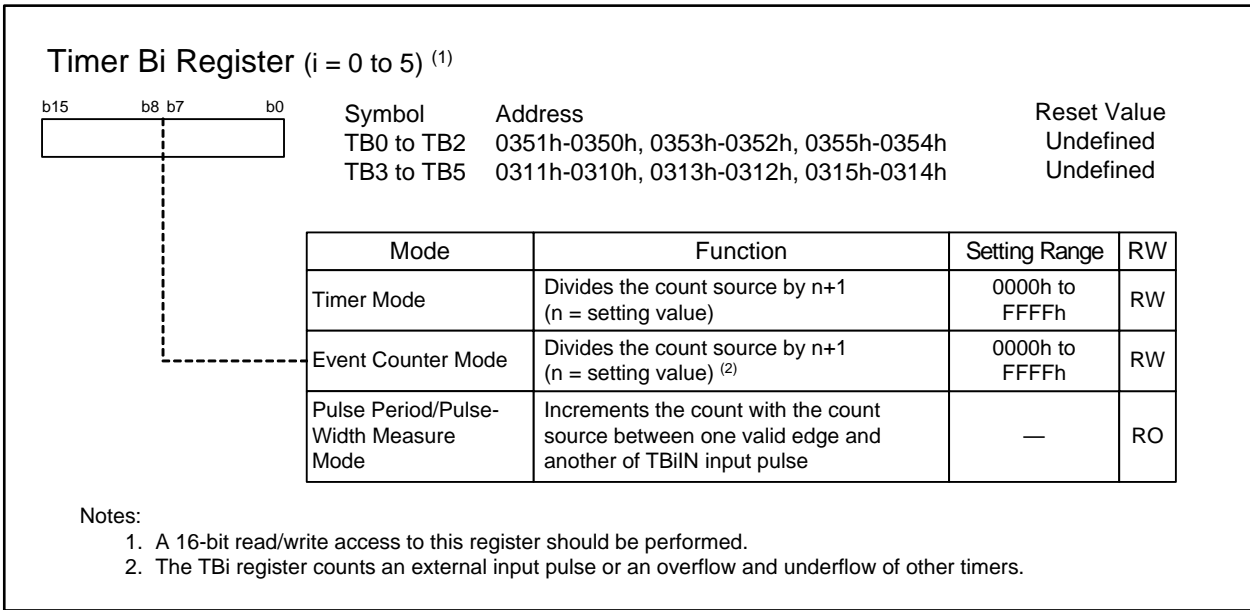 Timer Bi Register (i = 0 to 5) (1)
b15 b8 b7 b0
Symbol Address Reset Value
TB0 to TB2 0351h-0350h, 0353h-0352h, 0355h-0354h Undefined
TB3 to TB5 0311h-0310h, 0313h-0312h, 0315h-0314h Undefined
Mode Function Setting Range RW
Timer Mode Divides the count source by n+1 0000h to RW
(n = setting value) FFFFh
Event Counter Mode Divides the count source by n+1 0000h to RW
(n = setting value) (2) FFFFh
Pulse Period/Pulse- Increments the count with the count
Width Measure source between one valid edge and — RO
Mode another of TBiIN input pulse
Notes:
1. A 16-bit read/write access to this register should be performed.
2. The TBi register counts an external input pulse or an overflow and underflow of other timers.